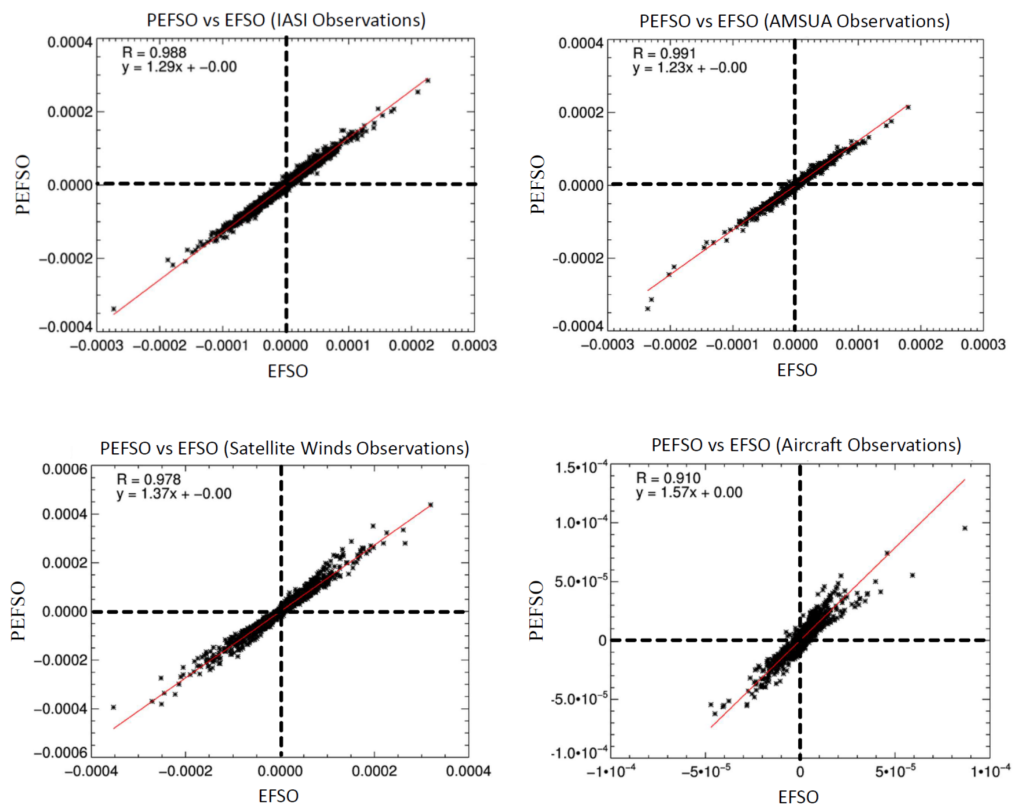 PEFSO vs EFSO (IASI Observations)
R = 0.988
y = 1.29x + −0.00
0.0004
0.0002
0.0000
−0.0002
−0.0004
PEFSO
−0.0003 −0.0002 −0.0001 0.0000 0.0001 0.0002 0.0003
EFSO
PEFSO vs EFSO (AMSUA Observations)
R = 0.991
y = 1.23x + −0.00
0.0004
0.0002
0.0000
−0.0002
−0.0004
PEFSO
−0.0003 −0.0002 −0.0001 0.0000 0.0001 0.0002 0.0003
EFSO
PEFSO vs EFSO (Satellite Winds Observations)
R = 0.978
y = 1.37x + −0.00
0.0006
0.0004
0.0002
0.0000
−0.0002
−0.0004
−0.0006
PEFSO
−0.0004 −0.0002 0.0000 0.0002 0.0004
EFSO
PEFSO vs EFSO (Aircraft Observations)
R = 0.910
y = 1.57x + 0.00
1.5•10⁻⁴
1.0•10⁻⁴
5.0•10⁻⁵
0
-5.0•10⁻⁵
-1.0•10⁻⁴
PEFSO
−1•10⁻⁴ −5•10⁻⁵ 0 5•10⁻⁵ 1•10⁻⁴
EFSO